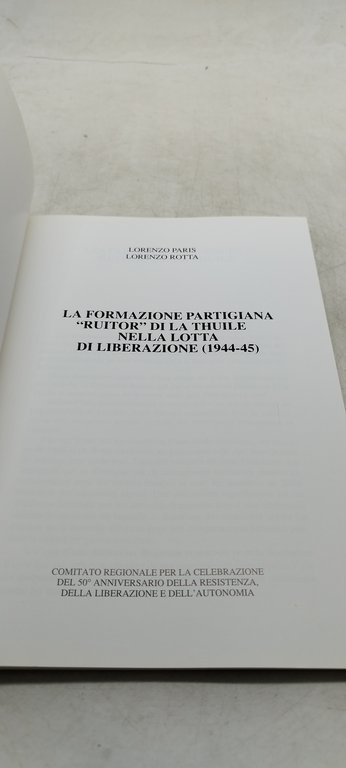 LORENZO PARIS
LORENZO ROTTA
LA FORMAZIONE PARTIGIANA
“RUITOR” DI LA THUILE
NELLA LOTTA
DI LIBERAZIONE (1944-45)
COMITATO REGIONALE PER LA CELEBRAZIONE
DEL 50° ANNIVERSARIO DELLA RESISTENZA,
DELLA LIBERAZIONE E DELL'AUTONOMIA